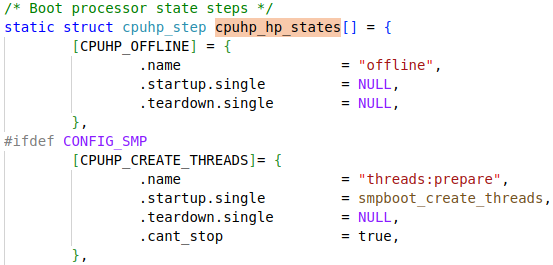 /* Boot processor state steps */
static struct cpuhp_step cpuhp_hp_states[] = {
        [CPUHP_OFFLINE] = {
                .name                   = "offline",
                .startup.single         = NULL,
                .teardown.single        = NULL,
        },
#ifdef CONFIG_SMP
        [CPUHP_CREATE_THREADS]= {
                .name                   = "threads:prepare",
                .startup.single         = smpboot_create_threads,
                .teardown.single        = NULL,
                .cant_stop              = true,
        },